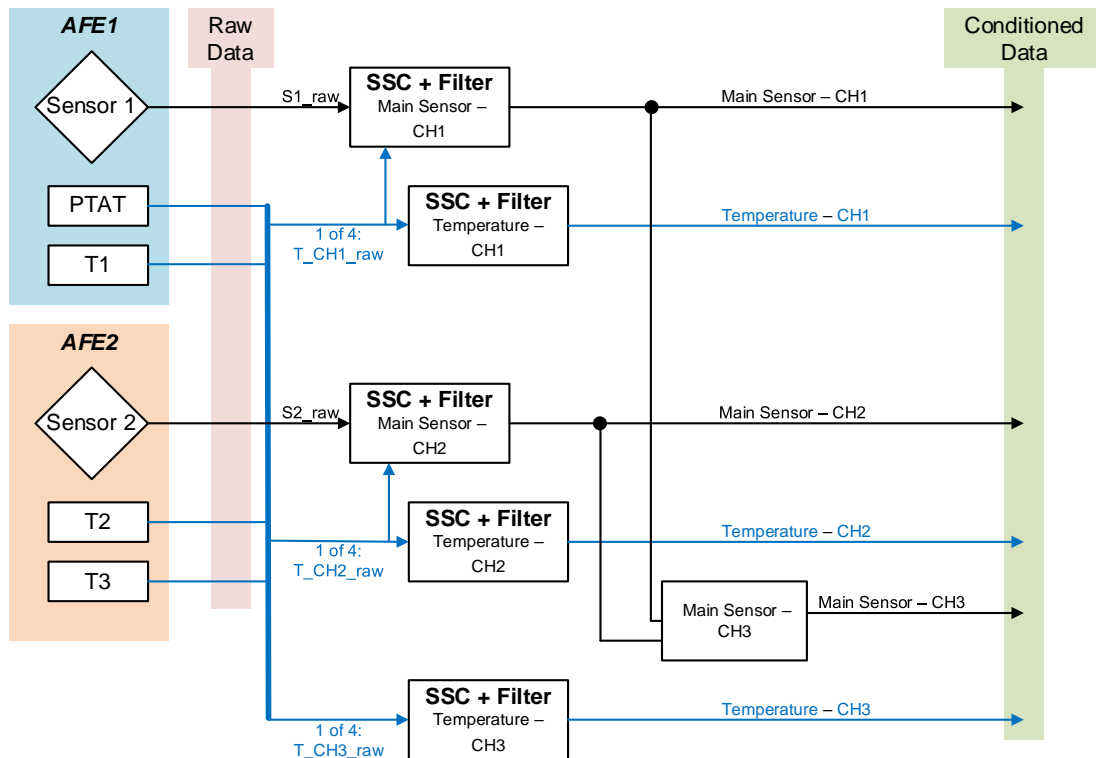 AFE1
Raw
Data
Conditioned
Data
Sensor 1
S1_raw
SSC + Filter
Main Sensor –
CH1
Main Sensor – CH1
PTAT
T1
1 of 4:
T_CH1_raw
SSC + Filter
Temperature –
CH1
Temperature – CH1
AFE2
Sensor 2
S2_raw
SSC + Filter
Main Sensor –
CH2
Main Sensor – CH2
T2
T3
1 of 4:
T_CH2_raw
SSC + Filter
Temperature –
CH2
Temperature – CH2
Main Sensor –
CH3
Main Sensor – CH3
1 of 4:
T_CH3_raw
SSC + Filter
Temperature –
CH3
Temperature – CH3